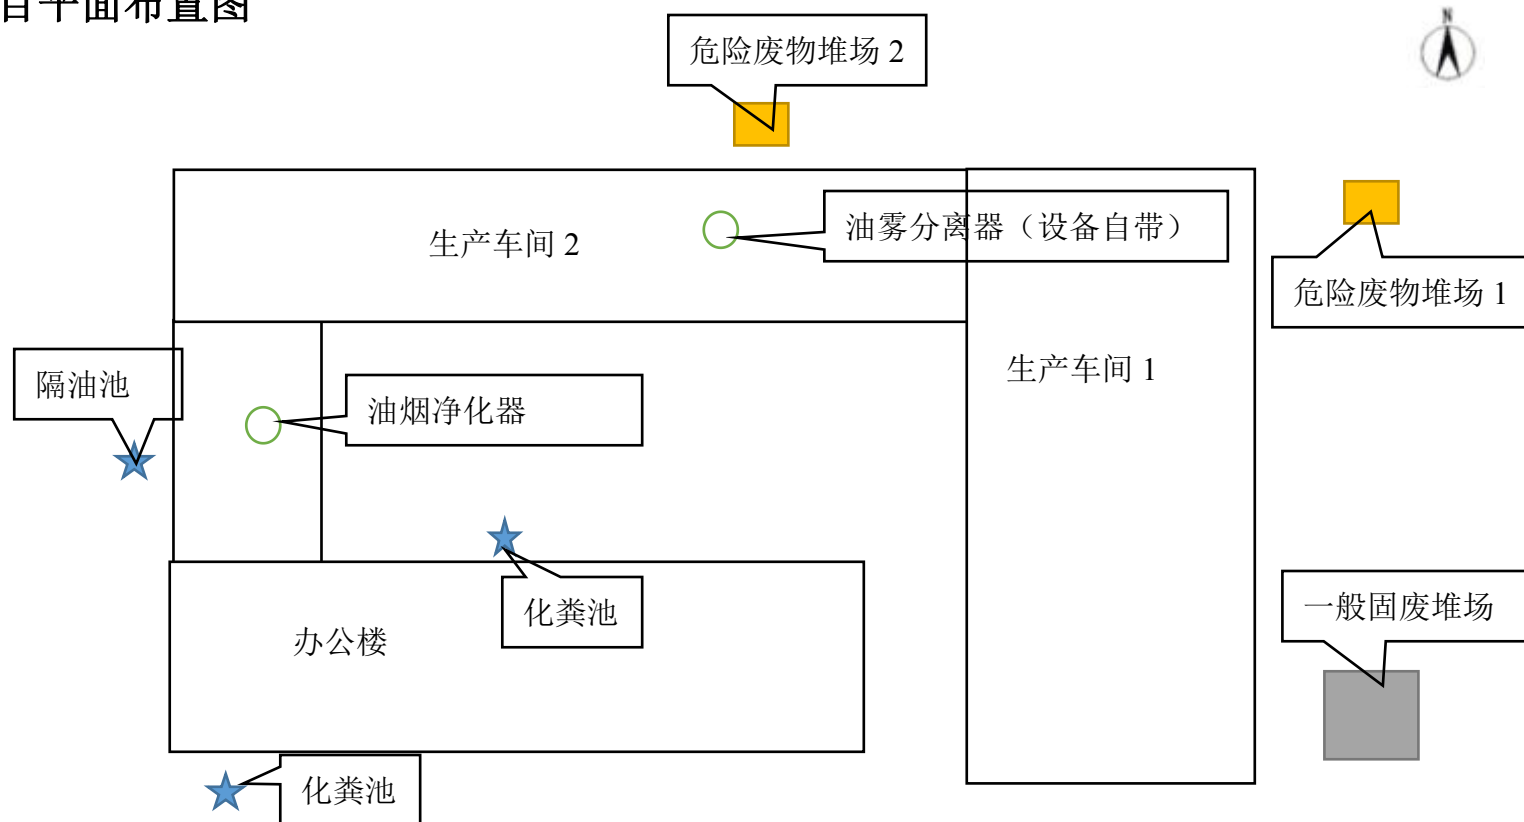 目平面布置图
N
危险废物堆场 2
生产车间 2
油雾分离器（设备自带）
危险废物堆场 1
隔油池
油烟净化器
生产车间 1
化粪池
办公楼
一般固废堆场
化粪池